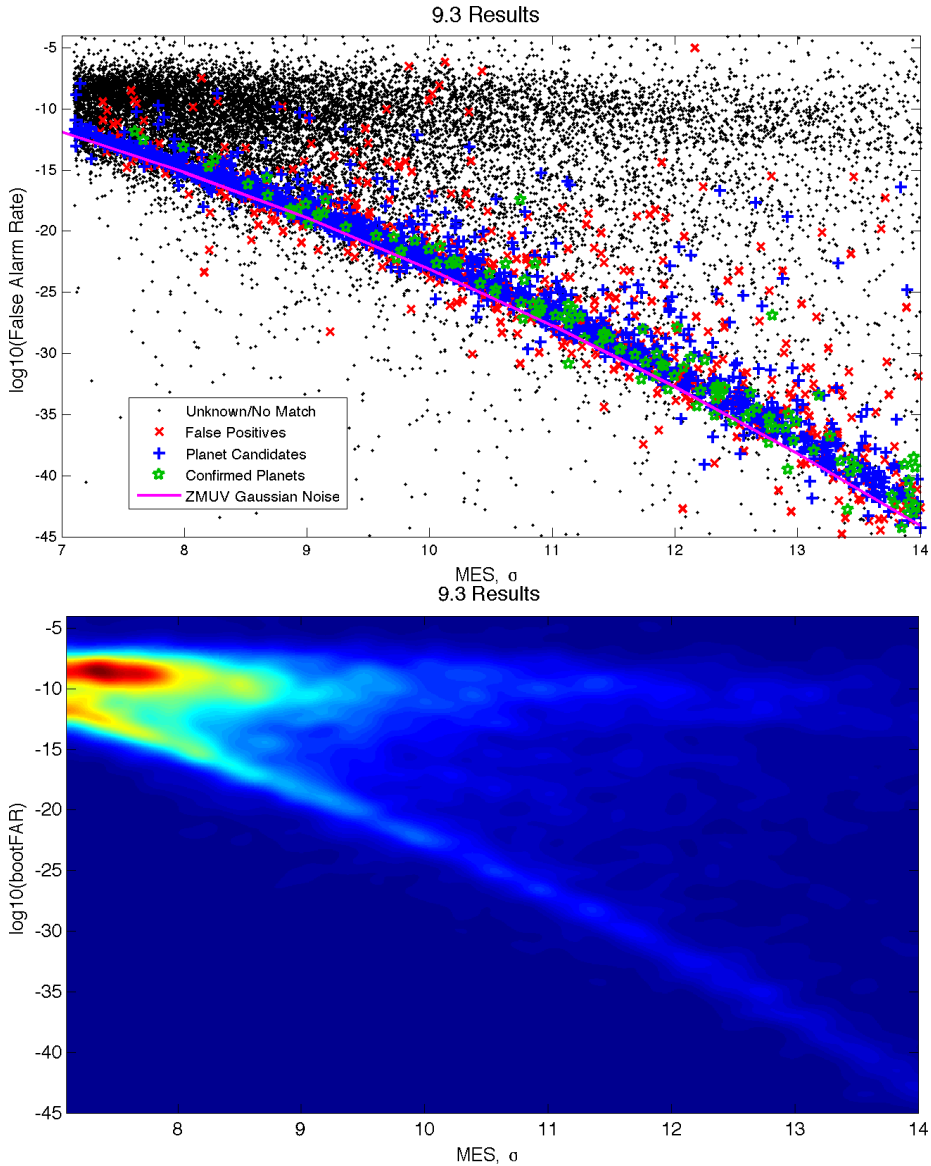 9.3 Results
log10(False Alarm Rate)
-5
-10
-15
-20
-25
-30
-35
-40
-45
Unknown/No Match
False Positives
Planet Candidates
Confirmed Planets
ZMUV Gaussian Noise
7 8 9 10 11 12 13 14
MES, σ
9.3 Results
log10(bootFAR)
-5
-10
-15
-20
-25
-30
-35
-40
-45
8 9 10 11 12 13 14
MES, σ